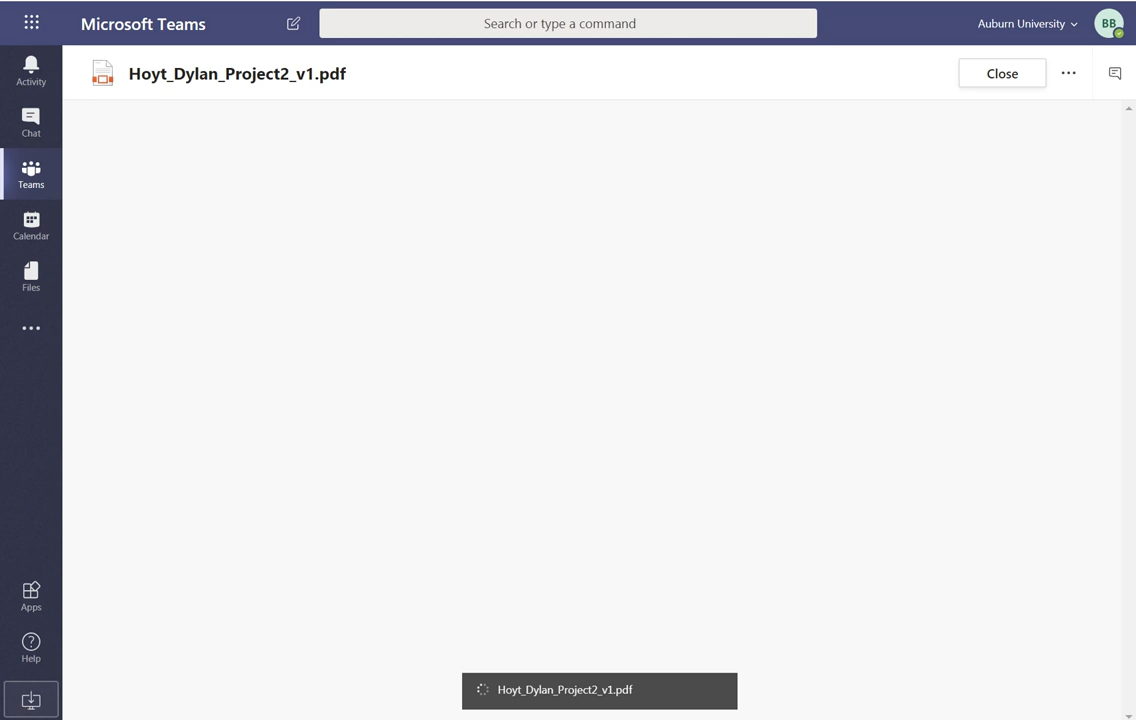 Microsoft Teams
Search or type a command
Auburn University
BB
Activity
Chat
Teams
Calendar
Files
Apps
Help
Hoyt_Dylan_Project2_v1.pdf
Close
Hoyt_Dylan_Project2_v1.pdf